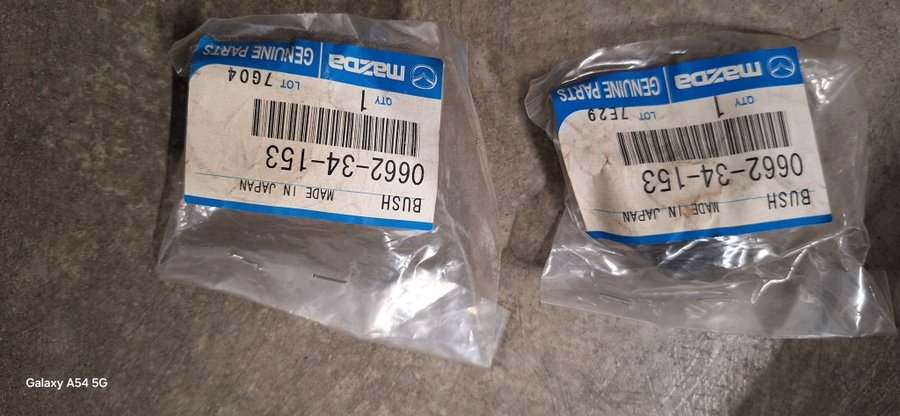 mazda GENUINE PARTS
QTY 1 LOT 7G04
0662-34-153
BUSH MADE IN JAPAN
mazda GENUINE PARTS
QTY 1 LOT 7E29
0662-34-153
BUSH MADE IN JAPAN
Galaxy A54 5G